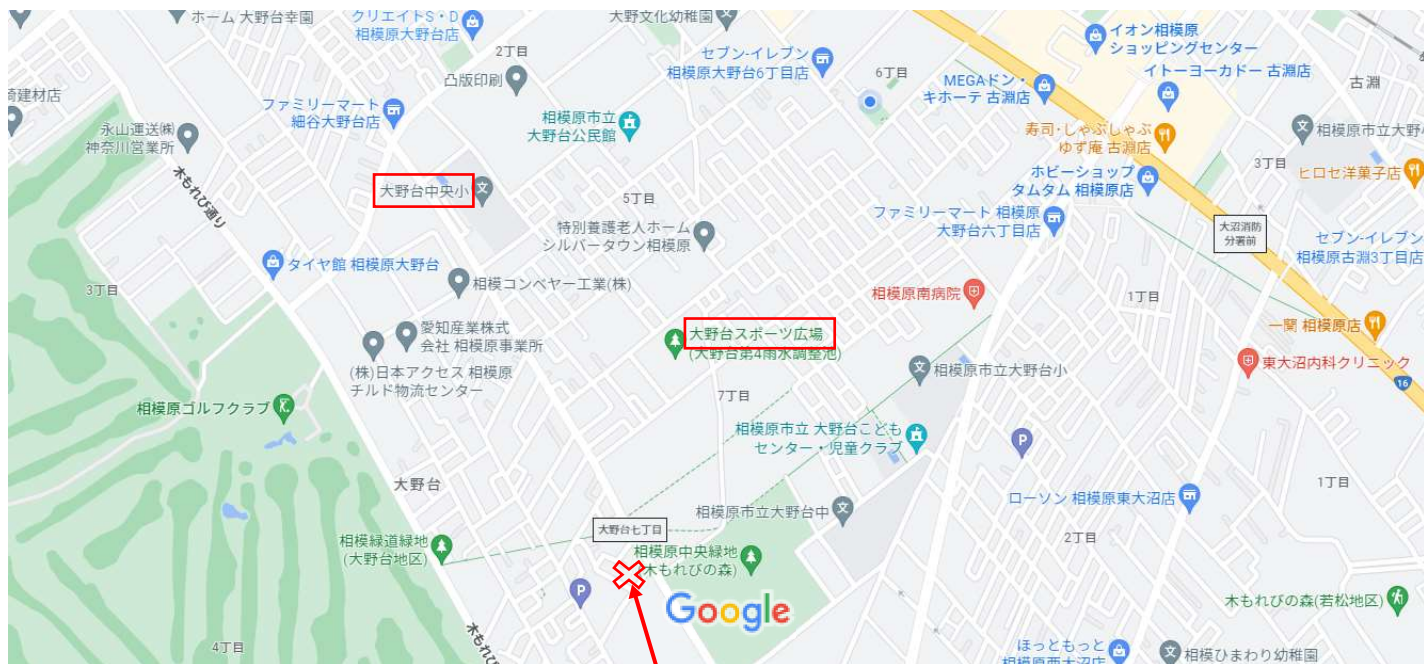 ホーム 大野台幸園
クリエイトS・D
相模原大野台店
大野文化幼稚園
イオン相模原
ショッピングセンター
2丁目
セブン-イレブン
相模原大野台6丁目店
6丁目
イトーヨーカドー 古淵店
MEGAドン・
キホーテ 古淵店
古淵
凸版印刷
建材店
ファミリーマート
細谷大野台店
相模原市立
大野台公民館
永山運送㈱
神奈川営業所
寿司・しゃぶしゃぶ
ゆず庵 古淵店
相模原市立大野
3丁目
ヒロセ洋菓子店
ホビーショップ
タムタム 相模原店
木もれび通り
大野台中央小
5丁目
ファミリーマート 相模原
大野台六丁目店
特別養護老人ホーム
シルバータウン相模原
大沼消防
分署前
セブン-イレブン
相模原古淵3丁目店
タイヤ館 相模原大野台
相模コンベヤー工業(株)
3丁目
相模原南病院
1丁目
愛知産業株式
会社 相模原事業所
大野台スポーツ広場
(大野台第4雨水調整池)
一関 相模原店
(株)日本アクセス 相模原
チルド物流センター
相模原市立大野台小
東大沼内科クリニック
16
相模原ゴルフクラブ
7丁目
相模原市立 大野台こども
センター・児童クラブ
P
大野台
ローソン 相模原東大沼店
1丁目
相模原市立大野台中
大野台七丁目
2丁目
相模緑道緑地
(大野台地区)
相模原中央緑地
木もれびの森)
P
Google
木もれびの森(若松地区)
4丁目
木もれび
ほっともっと
相模原西大沼店
相模ひまわり幼稚園